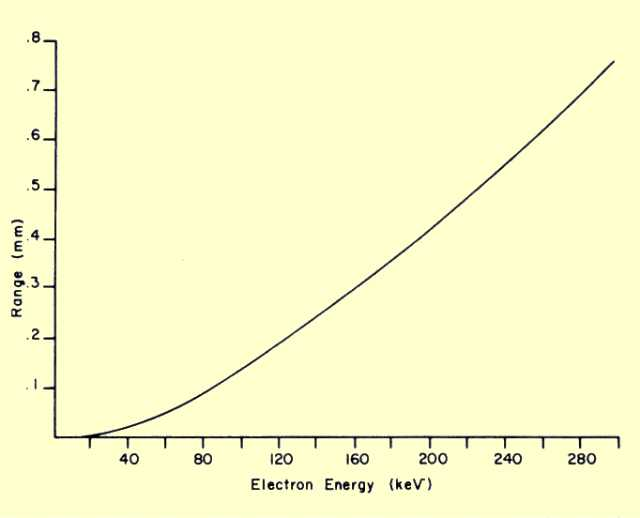 .8
.7
.6
.5
.4
.3
.2
.1
Range (mm)
40 80 120 160 200 240 280
Electron Energy (keV)